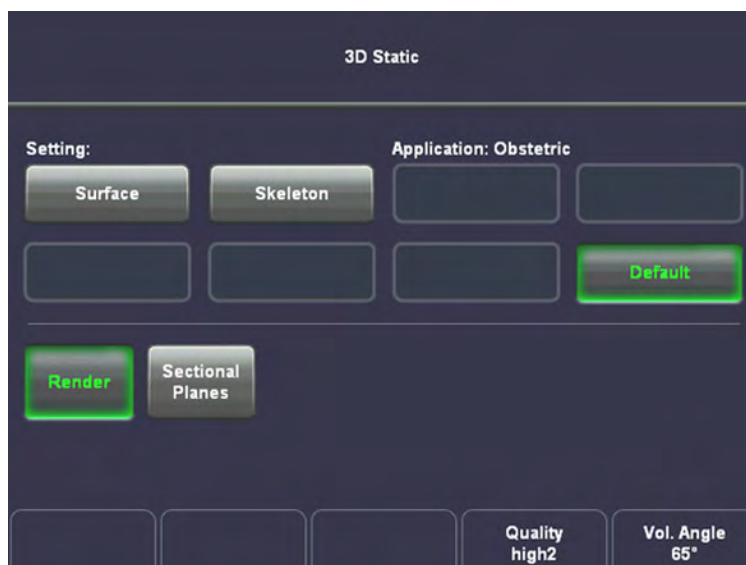 3D Static
Setting:
Application: Obstetric
Surface
Skeleton
Default
Render
Sectional
Planes
Quality
high2
Vol. Angle
65°